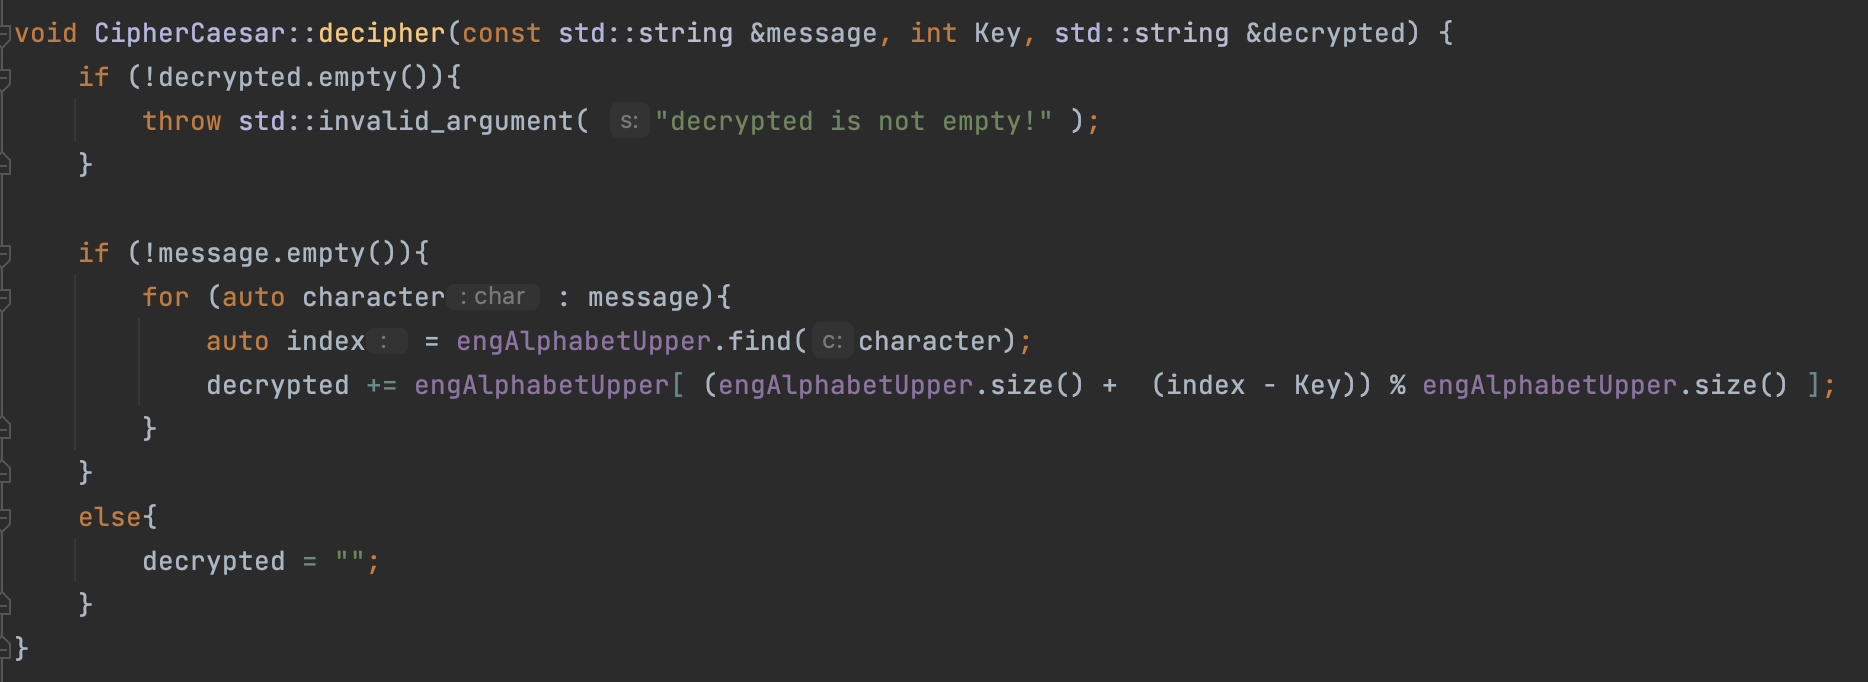 void CipherCaesar::decipher(const std::string &message, int Key, std::string &decrypted) {
    if (!decrypted.empty()){
        throw std::invalid_argument( s: "decrypted is not empty!" );
    }

    if (!message.empty()){
        for (auto character : char : message){
            auto index : = engAlphabetUpper.find( c: character);
            decrypted += engAlphabetUpper[ (engAlphabetUpper.size() +  (index - Key)) % engAlphabetUpper.size() ];
        }
    }
    else{
        decrypted = "";
    }
}